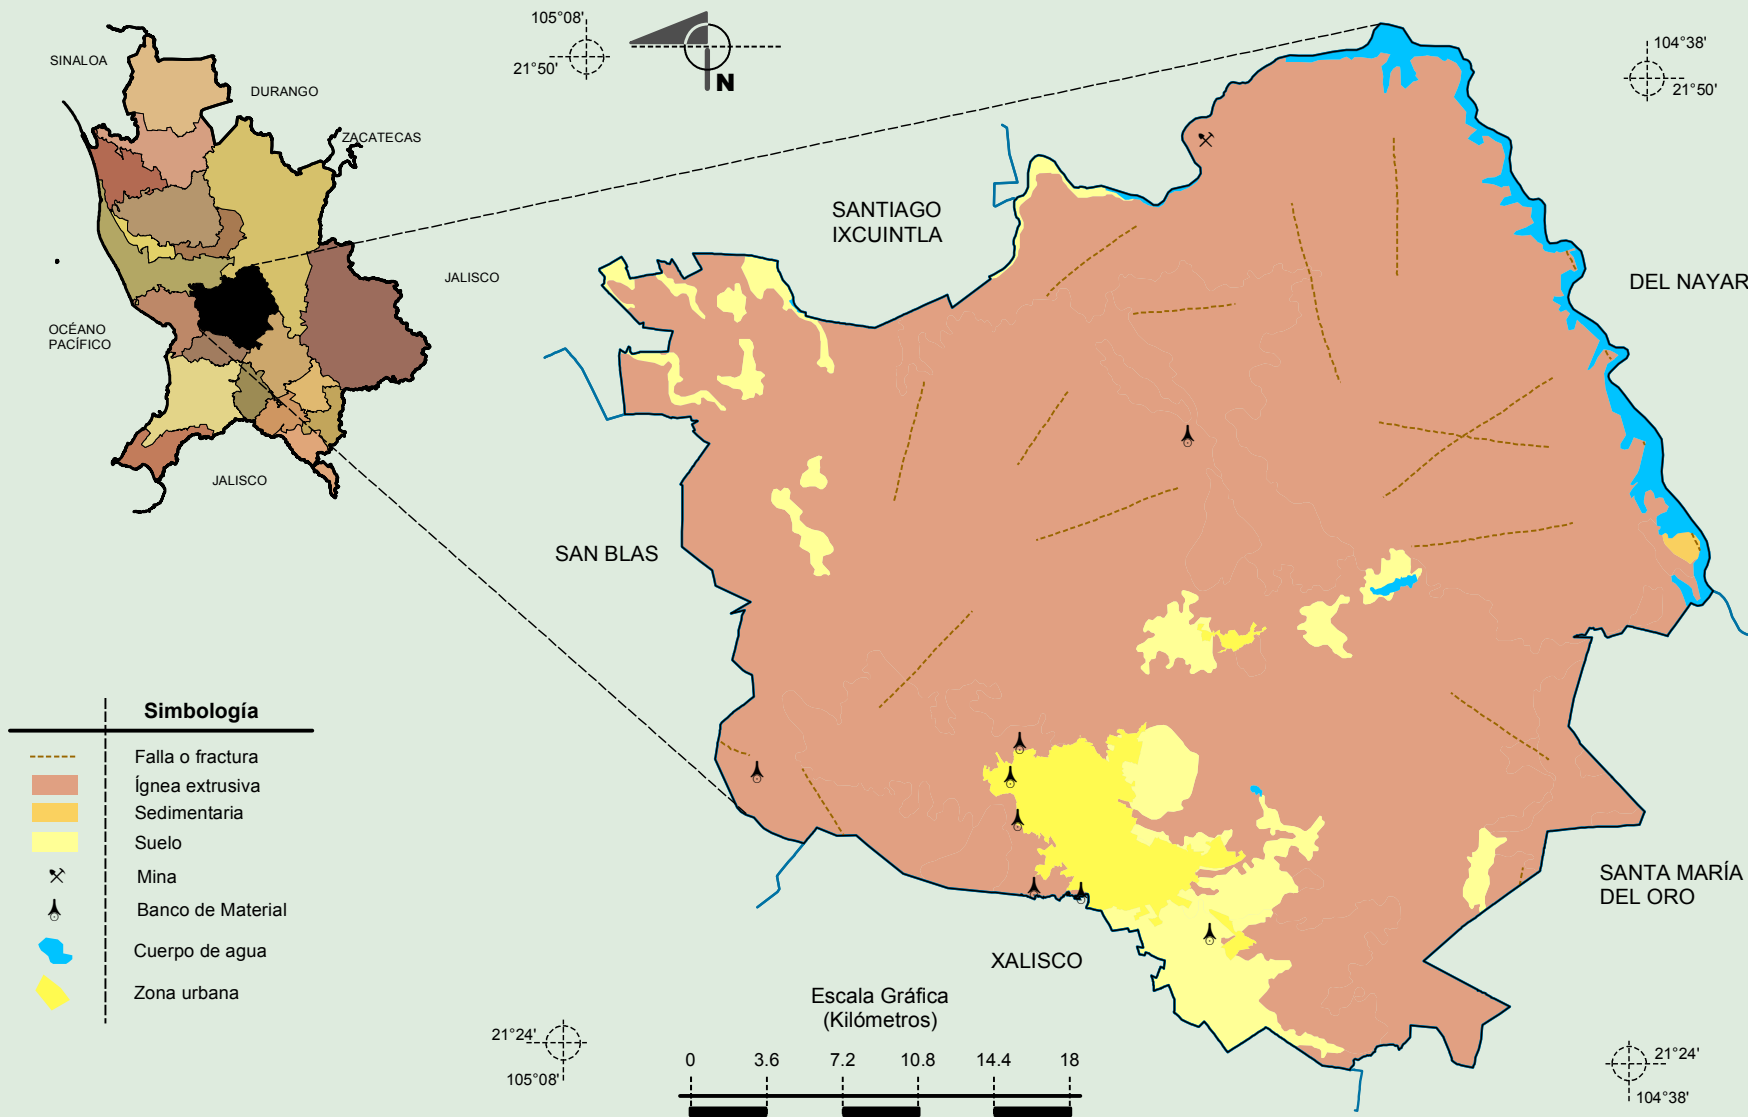 SINALOA
DURANGO
ZACATECAS
JALISCO
OCÉANO
PACÍFICO
JALISCO
105°08'
21°50'
N
104°38'
21°50'
SANTIAGO
IXCUINTLA
DEL NAYAR
SAN BLAS
SANTA MARÍA
DEL ORO
XALISCO
Simbología
Falla o fractura
Ígnea extrusiva
Sedimentaria
Suelo
Mina
Banco de Material
Cuerpo de agua
Zona urbana
Escala Gráfica
(Kilómetros)
0 3.6 7.2 10.8 14.4 18
21°24'
105°08'
21°24'
104°38'